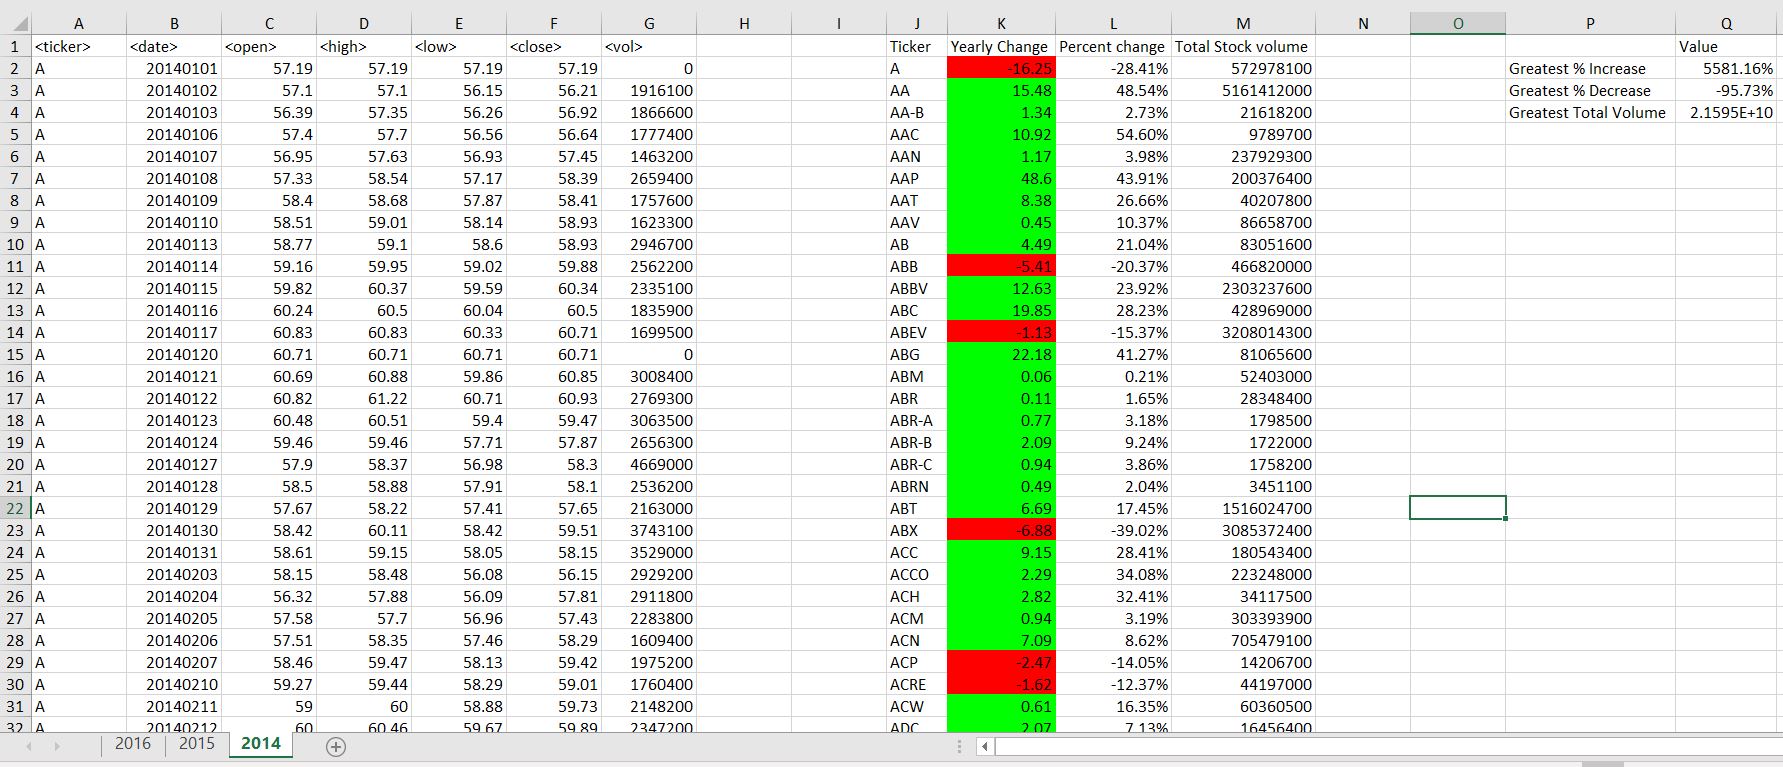 A B C D E F G H I J K L M N O P Q
1 <ticker> <date> <open> <high> <low> <close> <vol> Ticker Yearly Change Percent change Total Stock volume Value
2 A 20140101 57.19 57.19 57.19 57.19 0 A -16.25 -28.41% 572978100 Greatest % Increase 5581.16%
3 A 20140102 57.1 57.1 56.15 56.21 1916100 AA 15.48 48.54% 5161412000 Greatest % Decrease -95.73%
4 A 20140103 56.39 57.35 56.26 56.92 1866600 AA-B 1.34 2.73% 21618200 Greatest Total Volume 2.1595E+10
5 A 20140106 57.4 57.7 56.56 56.64 1777400 AAC 10.92 54.60% 9789700
6 A 20140107 56.95 57.63 56.93 57.45 1463200 AAN 1.17 3.98% 237929300
7 A 20140108 57.33 58.54 57.17 58.39 2659400 AAP 48.6 43.91% 200376400
8 A 20140109 58.4 58.68 57.87 58.41 1757600 AAT 8.38 26.66% 40207800
9 A 20140110 58.51 59.01 58.14 58.93 1623300 AAV 0.45 10.37% 86658700
10 A 20140113 58.77 59.1 58.6 58.93 2946700 AB 4.49 21.04% 83051600
11 A 20140114 59.16 59.95 59.02 59.88 2562200 ABB -5.41 -20.37% 466820000
12 A 20140115 59.82 60.37 59.59 60.34 2335100 ABBV 12.63 23.92% 2303237600
13 A 20140116 60.24 60.5 60.04 60.5 1835900 ABC 19.85 28.23% 428969000
14 A 20140117 60.83 60.83 60.33 60.71 1699500 ABEV -1.13 -15.37% 3208014300
15 A 20140120 60.71 60.71 60.71 60.71 0 ABG 22.18 41.27% 81065600
16 A 20140121 60.69 60.88 59.86 60.85 3008400 ABM 0.06 0.21% 52403000
17 A 20140122 60.82 61.22 60.71 60.93 2769300 ABR 0.11 1.65% 28348400
18 A 20140123 60.48 60.51 59.4 59.47 3063500 ABR-A 0.77 3.18% 1798500
19 A 20140124 59.46 59.46 57.71 57.87 2656300 ABR-B 2.09 9.24% 1722000
20 A 20140127 57.9 58.37 56.98 58.3 4669000 ABR-C 0.94 3.86% 1758200
21 A 20140128 58.5 58.88 57.91 58.1 2536200 ABRN 0.49 2.04% 3451100
22 A 20140129 57.67 58.22 57.41 57.65 2163000 ABT 6.69 17.45% 1516024700
23 A 20140130 58.42 60.11 58.42 59.51 3743100 ABX -6.88 -39.02% 3085372400
24 A 20140131 58.61 59.15 58.05 58.15 3529000 ACC 9.15 28.41% 180543400
25 A 20140203 58.15 58.48 56.08 56.15 2929200 ACCO 2.29 34.08% 223248000
26 A 20140204 56.32 57.88 56.09 57.81 2911800 ACH 2.82 32.41% 34117500
27 A 20140205 57.58 57.7 56.96 57.43 2283800 ACM 0.94 3.19% 303393900
28 A 20140206 57.51 58.35 57.46 58.29 1609400 ACN 7.09 8.62% 705479100
29 A 20140207 58.46 59.47 58.13 59.42 1975200 ACP -2.47 -14.05% 14206700
30 A 20140210 59.27 59.44 58.29 59.01 1760400 ACRE -1.62 -12.37% 44197000
31 A 20140211 59 60 58.88 59.73 2148200 ACW 0.61 16.35% 60360500
32 A 20140212 60 60.46 59.67 59.89 2347200 ADC 2.07 7.13% 16456400
2016 2015 2014